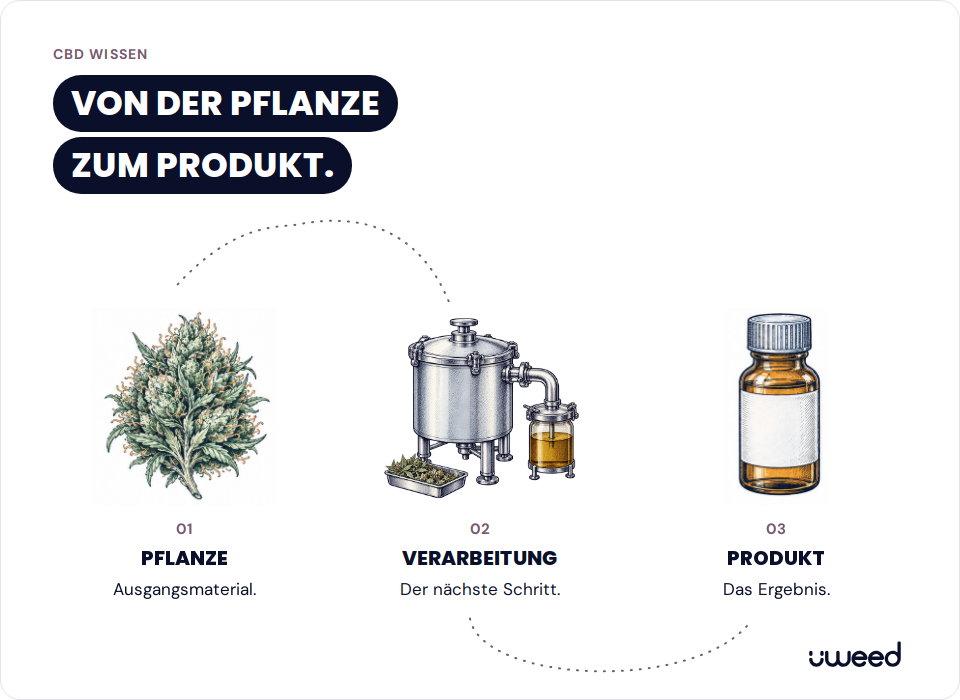 CBD WISSEN
VON DER PFLANZE
ZUM PRODUKT.
01
PFLANZE
Ausgangsmaterial.
02
VERARBEITUNG
Der nächste Schritt.
03
PRODUKT
Das Ergebnis.
uweed